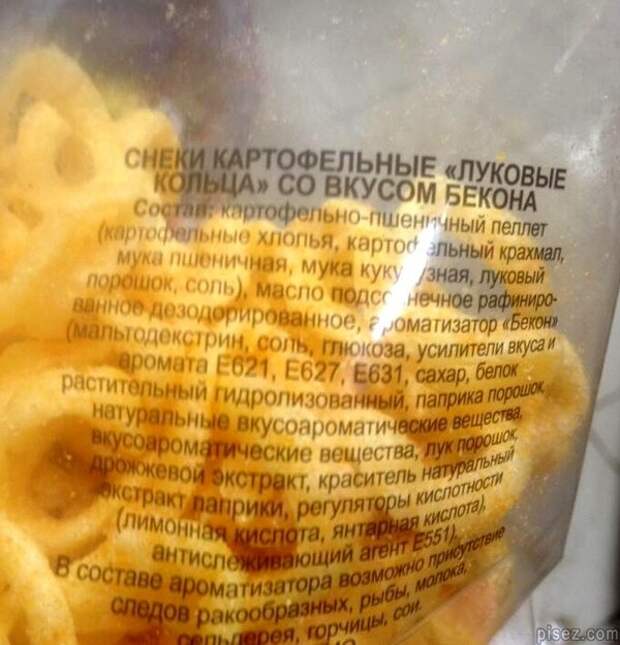 СНЕКИ КАРТОФЕЛЬНЫЕ «ЛУКОВЫЕ
КОЛЬЦА» СО ВКУСОМ БЕКОНА
Состав: картофельно-пшеничный пеллет
(картофельные хлопья, картофельный крахмал,
мука пшеничная, мука кукурузная, луковый
порошок, соль), масло подсолнечное рафиниро-
ванное дезодорированное, ароматизатор «Бекон»
(мальтодекстрин, соль, глюкоза, усилители вкуса и
аромата Е621, Е627, Е631, сахар, белок
растительный гидролизованный, паприка порошок,
натуральные вкусоароматические вещества,
вкусоароматические вещества, лук порошок,
дрожжевой экстракт, краситель натуральный
экстракт паприки, регуляторы кислотности
(лимонная кислота, янтарная кислота),
антислеживающий агент Е551).
В составе ароматизатора возможно присутствие
следов ракообразных, рыбы, молока,
сельдерея, горчицы, сои.
pisez.com